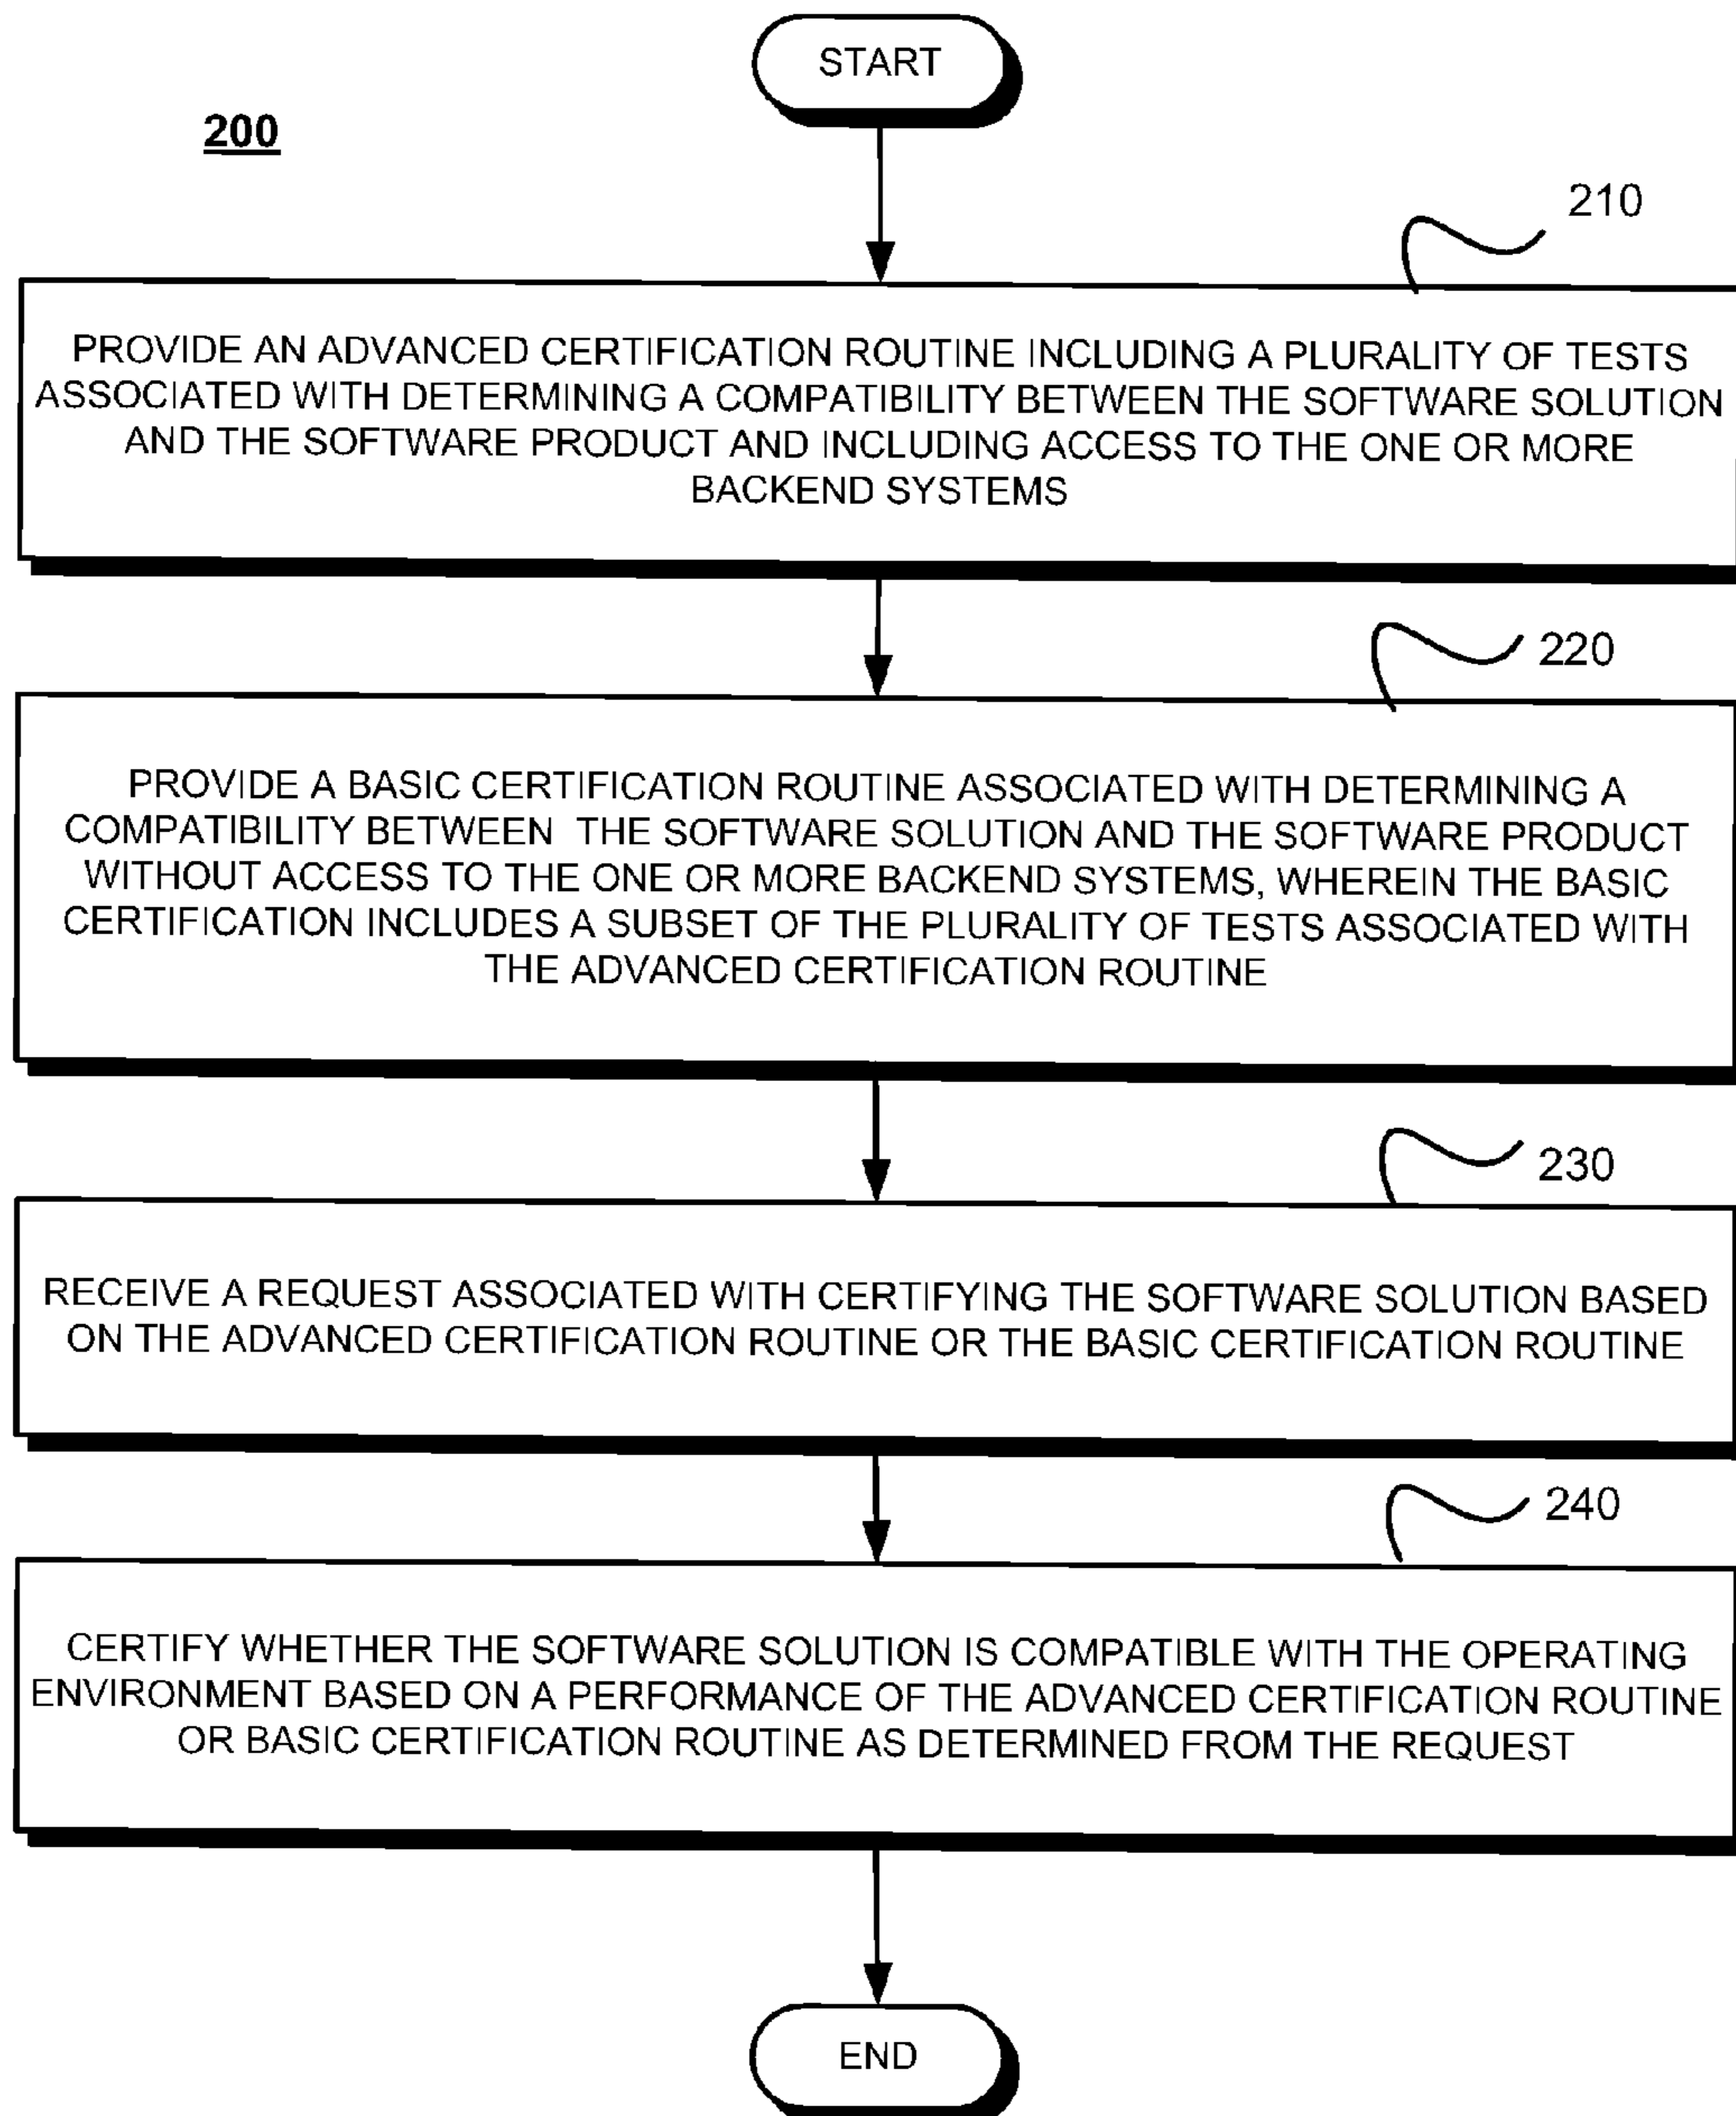 START
200
210
PROVIDE AN ADVANCED CERTIFICATION ROUTINE INCLUDING A PLURALITY OF TESTS
ASSOCIATED WITH DETERMINING A COMPATIBILITY BETWEEN THE SOFTWARE SOLUTION
AND THE SOFTWARE PRODUCT AND INCLUDING ACCESS TO THE ONE OR MORE
BACKEND SYSTEMS
220
PROVIDE A BASIC CERTIFICATION ROUTINE ASSOCIATED WITH DETERMINING A
COMPATIBILITY BETWEEN THE SOFTWARE SOLUTION AND THE SOFTWARE PRODUCT
WITHOUT ACCESS TO THE ONE OR MORE BACKEND SYSTEMS, WHEREIN THE BASIC
CERTIFICATION INCLUDES A SUBSET OF THE PLURALITY OF TESTS ASSOCIATED WITH
THE ADVANCED CERTIFICATION ROUTINE
230
RECEIVE A REQUEST ASSOCIATED WITH CERTIFYING THE SOFTWARE SOLUTION BASED
ON THE ADVANCED CERTIFICATION ROUTINE OR THE BASIC CERTIFICATION ROUTINE
240
CERTIFY WHETHER THE SOFTWARE SOLUTION IS COMPATIBLE WITH THE OPERATING
ENVIRONMENT BASED ON A PERFORMANCE OF THE ADVANCED CERTIFICATION ROUTINE
OR BASIC CERTIFICATION ROUTINE AS DETERMINED FROM THE REQUEST
END